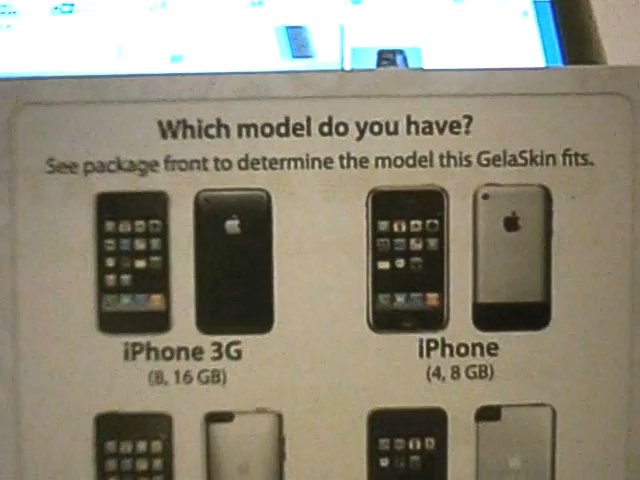 Which model do you have?
See package front to determine the model this GelaSkin fits.
iPhone 3G
iPhone
(8, 16 GB)
(4, 8 GB)